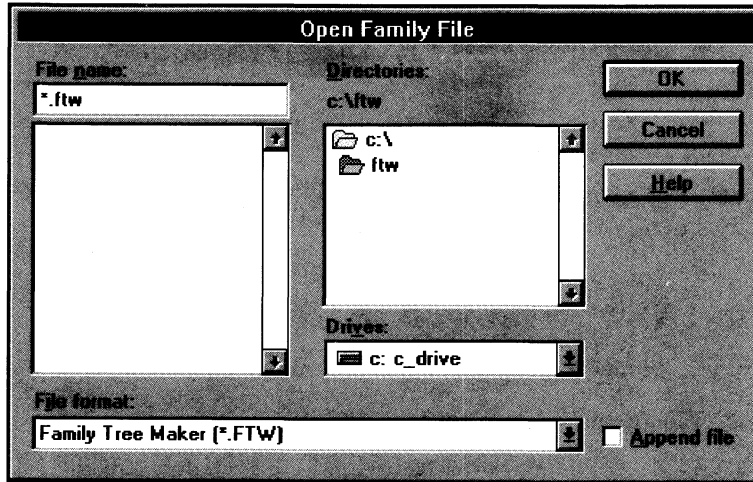 Open Family File
File name:
*.ftw
Directories:
c:\ftw
c:\
ftw
Drives:
c: c_drive
File format:
Family Tree Maker (*.FTW)
OK
Cancel
Help
Append file